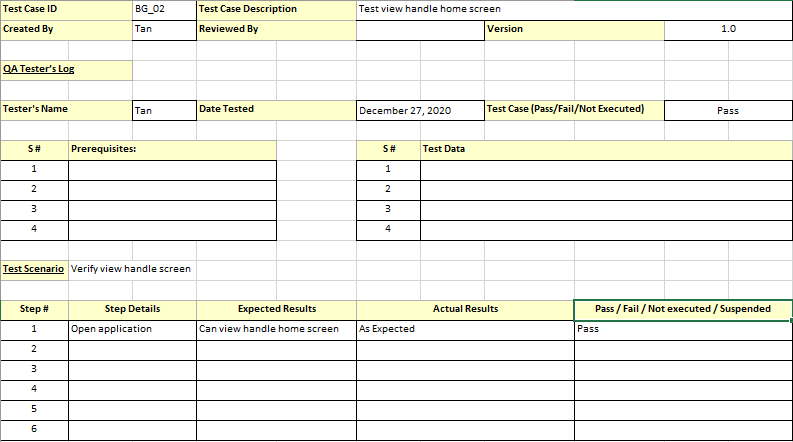 Test Case ID BG_02 Test Case Description Test view handle home screen
Created By Tan Reviewed By Version 1.0
QA Tester's Log
Tester's Name Tan Date Tested December 27, 2020 Test Case (Pass/Fail/Not Executed) Pass
S # Prerequisites: S # Test Data
1 1
2 2
3 3
4 4
Test Scenario Verify view handle screen
Step # Step Details Expected Results Actual Results Pass / Fail / Not executed / Suspended
1 Open application Can view handle home screen As Expected Pass
2
3
4
5
6